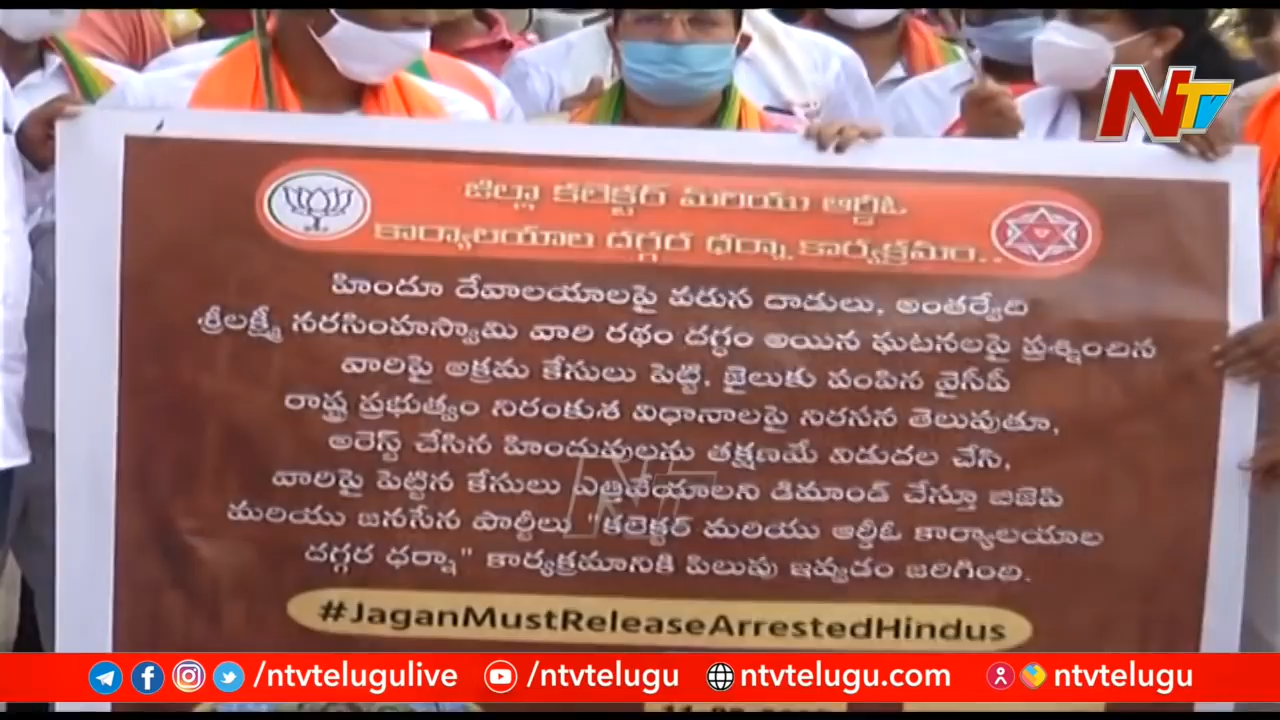 NTV
జిల్లా కలెక్టర్ మరియు ఆర్డీఓ
కార్యాలయాల దగ్గర ధర్నా కార్యక్రమం..
హిందూ దేవాలయాలపై వరుస దాడులు, అంతర్వేది
శ్రీలక్ష్మీ నరసింహస్వామి వారి రథం దగ్ధం అయిన ఘటనలపై ప్రశ్నించిన
వారిపై అక్రమ కేసులు పెట్టి, జైలుకు పంపిన వైసీపీ
రాష్ట్ర ప్రభుత్వం నిరంకుశ విధానాలపై నిరసన తెలువుతూ,
అరెస్ట్ చేసిన హిందువులను తక్షణమే విడుదల చేసి,
వారిపై పెట్టిన కేసులు ఎత్తివేయాలని డిమాండ్ చేస్తూ బిజెపి
మరియు జనసేన పార్టీలు "కలెక్టర్ మరియు ఆర్డీఓ కార్యాలయాల
దగ్గర ధర్నా" కార్యక్రమానికి పిలుపు ఇవ్వడం జరిగింది.
#JaganMustReleaseArrestedHindus
/ntvtelugulive /ntvtelugu ntvtelugu.com ntvtelugu